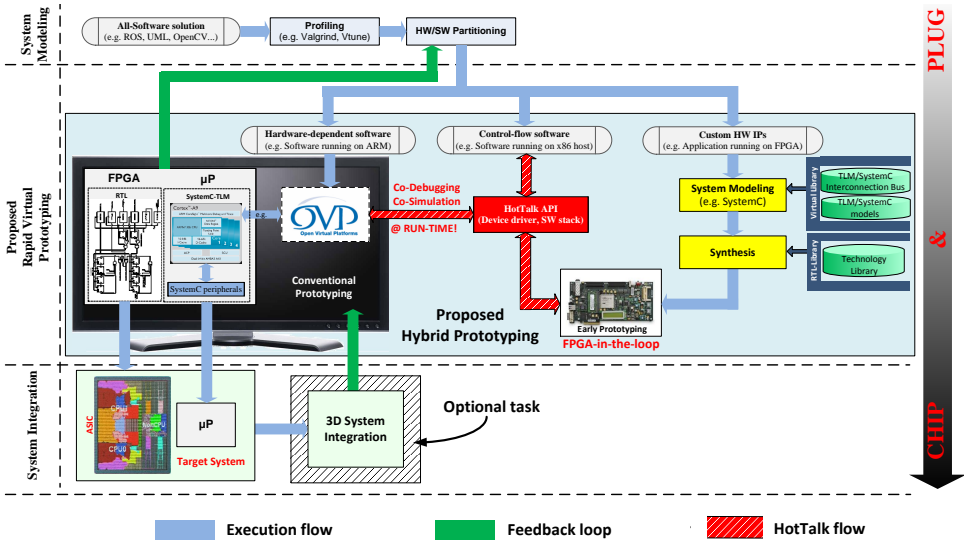 System
Modeling
All-Software solution
(e.g. ROS, UML, OpenCV...)
Profiling
(e.g. Valgrind, Vtune)
HW/SW Partitioning
PLUG
&
CHIP
Proposed
Rapid Virtual
Prototyping
Hardware-dependent software
(e.g. Software running on ARM)
Control-flow software
(e.g. Software running on x86 host)
Custom HW IPs
(e.g. Application running on FPGA)
FPGA
RTL
μP
SystemC-TLM
Cortex-A9
SystemC peripherals
e.g.
OVP
Open Virtual Platforms
Conventional
Prototyping
Co-Debugging
Co-Simulation
@ RUN-TIME!
HotTalk API
(Device driver, SW stack)
System Modeling
(e.g. SystemC)
Virtual Library
TLM/SystemC
Interconnection Bus
TLM/SystemC
models
Synthesis
RTL-Library
Technology
Library
Proposed
Hybrid Prototyping
Early Prototyping
FPGA-in-the-loop
System Integration
ASIC
CPU0
μP
Target System
3D System
Integration
Optional task
Execution flow
Feedback loop
HotTalk flow